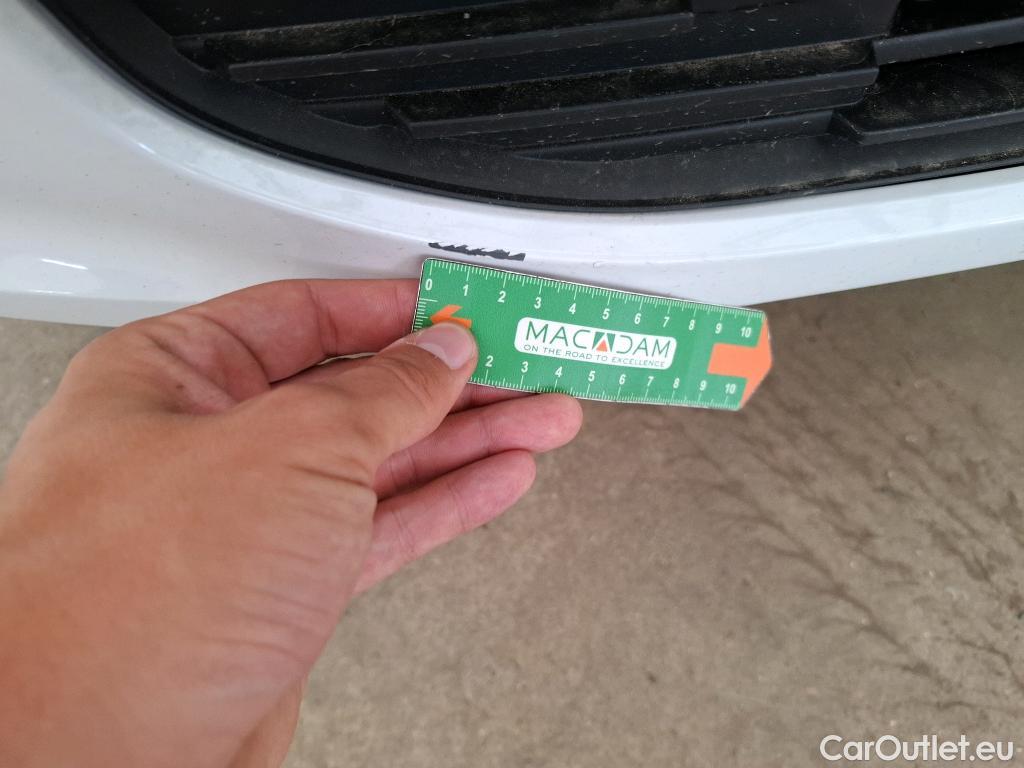 0 1 2 3 4 5 6 7 8 9 10
MACADAM
ON THE ROAD TO EXCELLENCE
2 3 4 5 6 7 8 9 10
CarOutlet.eu